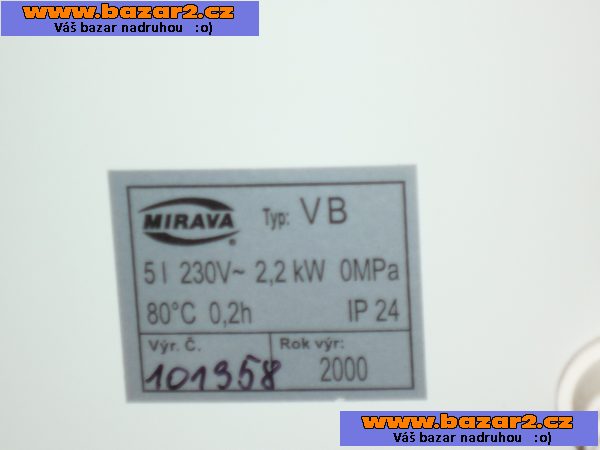 www.bazar2.cz
Váš bazar nadruhou :o)
MIRAVA ® Typ: VB
5l 230V~ 2,2 kW 0MPa
80°C 0,2h IP 24
Výr. Č. Rok výr:
101358 2000
www.bazar2.cz
Váš bazar nadruhou :o)